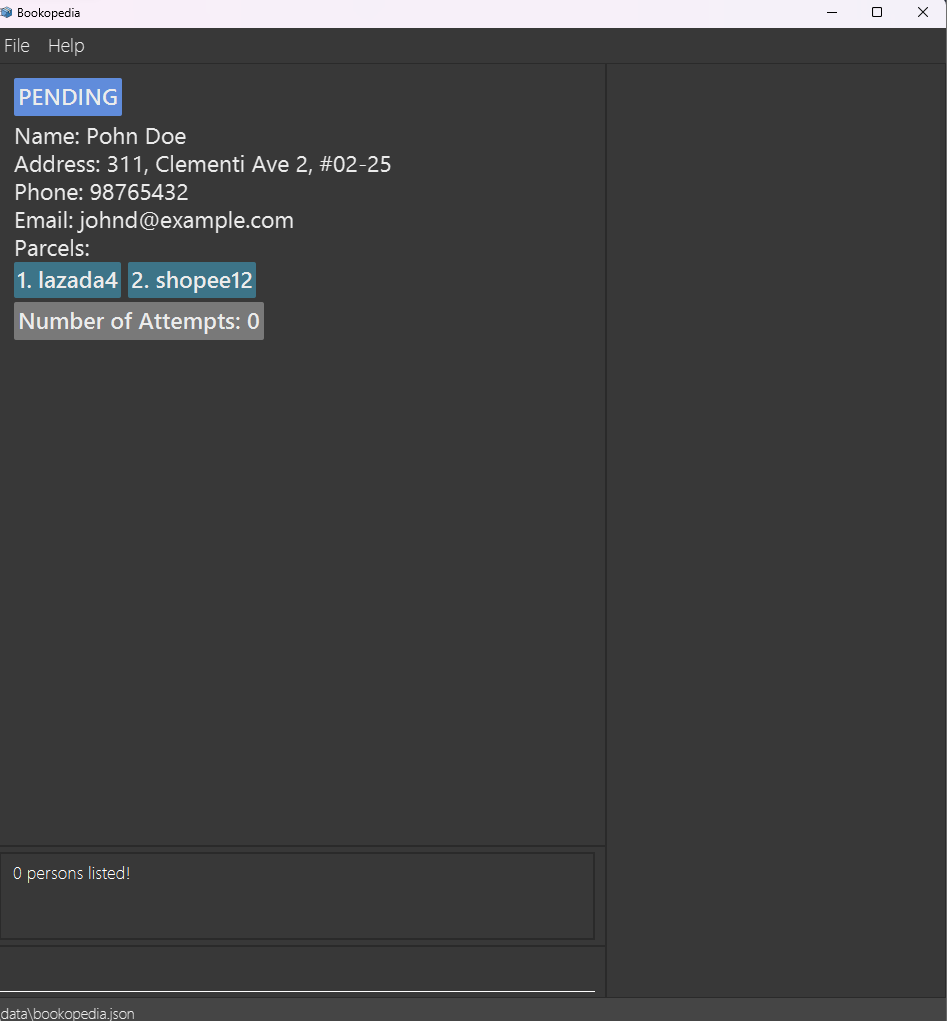 Bookopedia
File Help
PENDING
Name: Pohn Doe
Address: 311, Clementi Ave 2, #02-25
Phone: 98765432
Email: johnd@example.com
Parcels:
1. lazada4 2. shopee12
Number of Attempts: 0
0 persons listed!
data\bookopedia.json